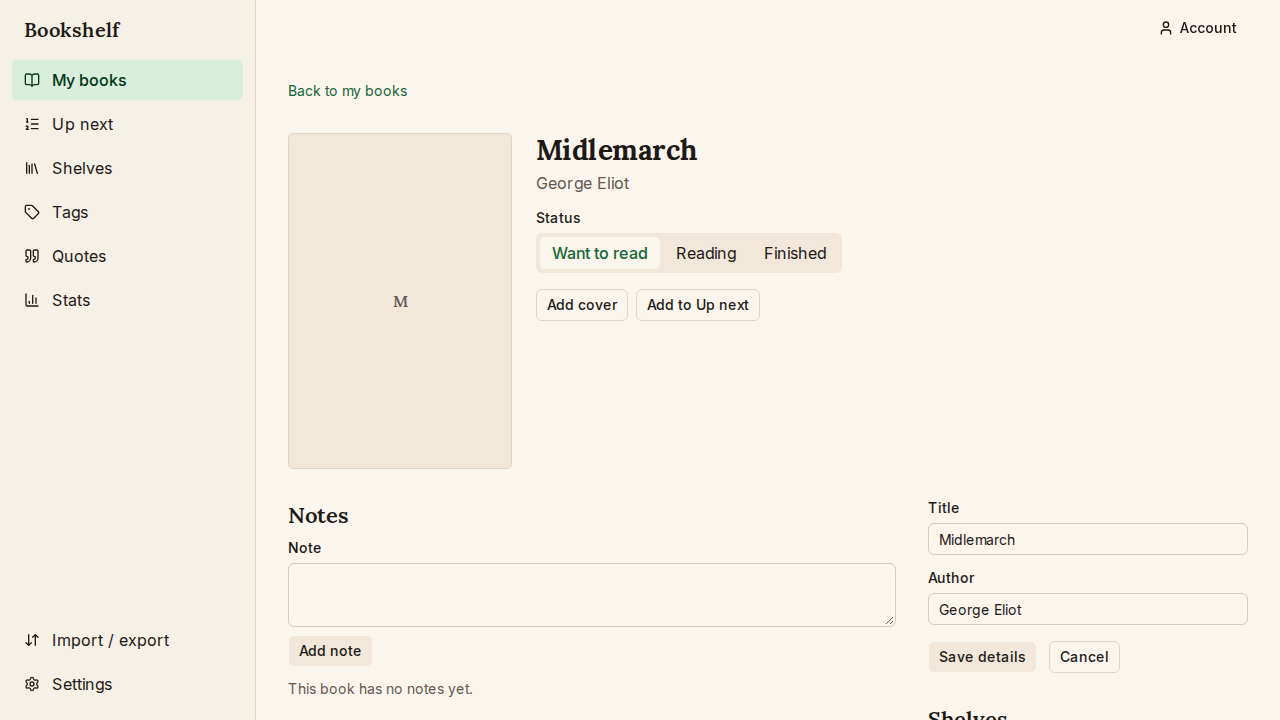 Bookshelf
My books
Up next
Shelves
Tags
Quotes
Stats
Import / export
Settings
Account
Back to my books
M
Midlemarch
George Eliot
Status
Want to read
Reading
Finished
Add cover
Add to Up next
Notes
Note
Add note
This book has no notes yet.
Title
Midlemarch
Author
George Eliot
Save details
Cancel
Shelves